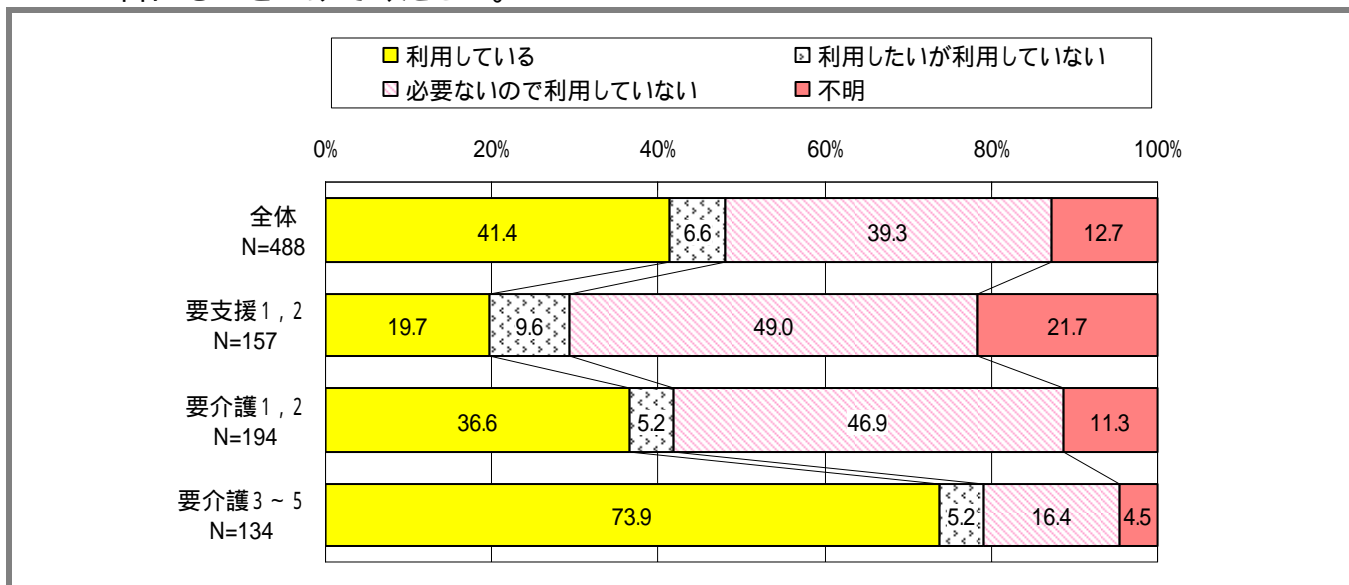 利用している 利用したいが利用していない
必要ないので利用していない 不明
0% 20% 40% 60% 80% 100%
全体
N=488
41.4 6.6 39.3 12.7
要支援1,2
N=157
19.7 9.6 49.0 21.7
要介護1,2
N=194
36.6 5.2 46.9 11.3
要介護3~5
N=134
73.9 5.2 16.4 4.5